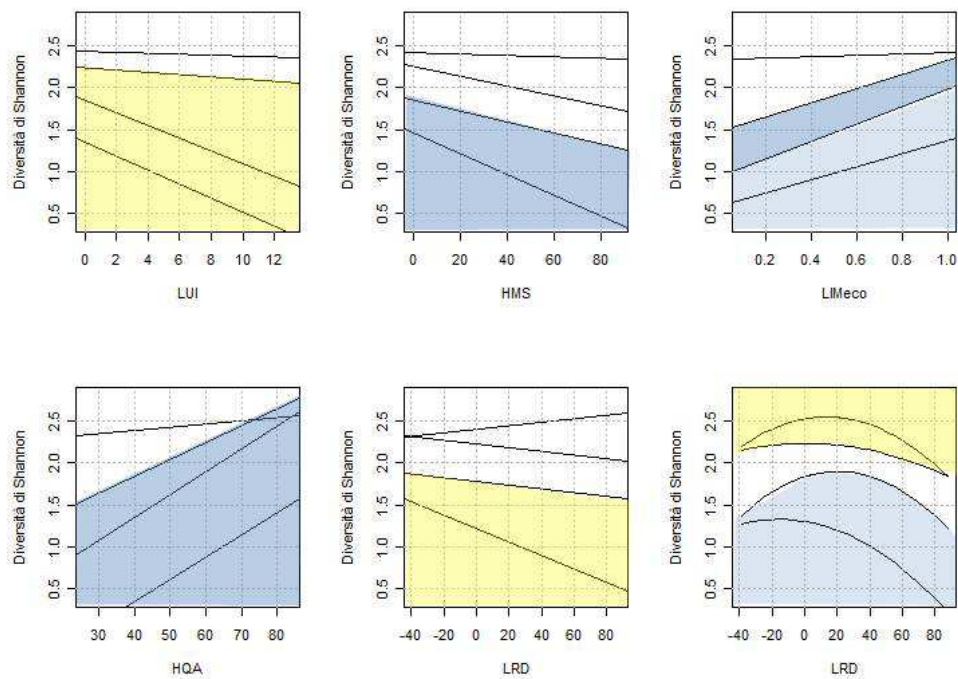 Diversità di Shannon
0.5 1.0 1.5 2.0 2.5
0 2 4 6 8 10 12
LUI
Diversità di Shannon
0.5 1.0 1.5 2.0 2.5
0 20 40 60 80
HMS
Diversità di Shannon
0.5 1.0 1.5 2.0 2.5
0.2 0.4 0.6 0.8 1.0
LIMeco
Diversità di Shannon
0.5 1.0 1.5 2.0 2.5
30 40 50 60 70 80
HQA
Diversità di Shannon
0.5 1.0 1.5 2.0 2.5
-40 -20 0 20 40 60 80
LRD
Diversità di Shannon
0.5 1.0 1.5 2.0 2.5
-40 -20 0 20 40 60 80
LRD